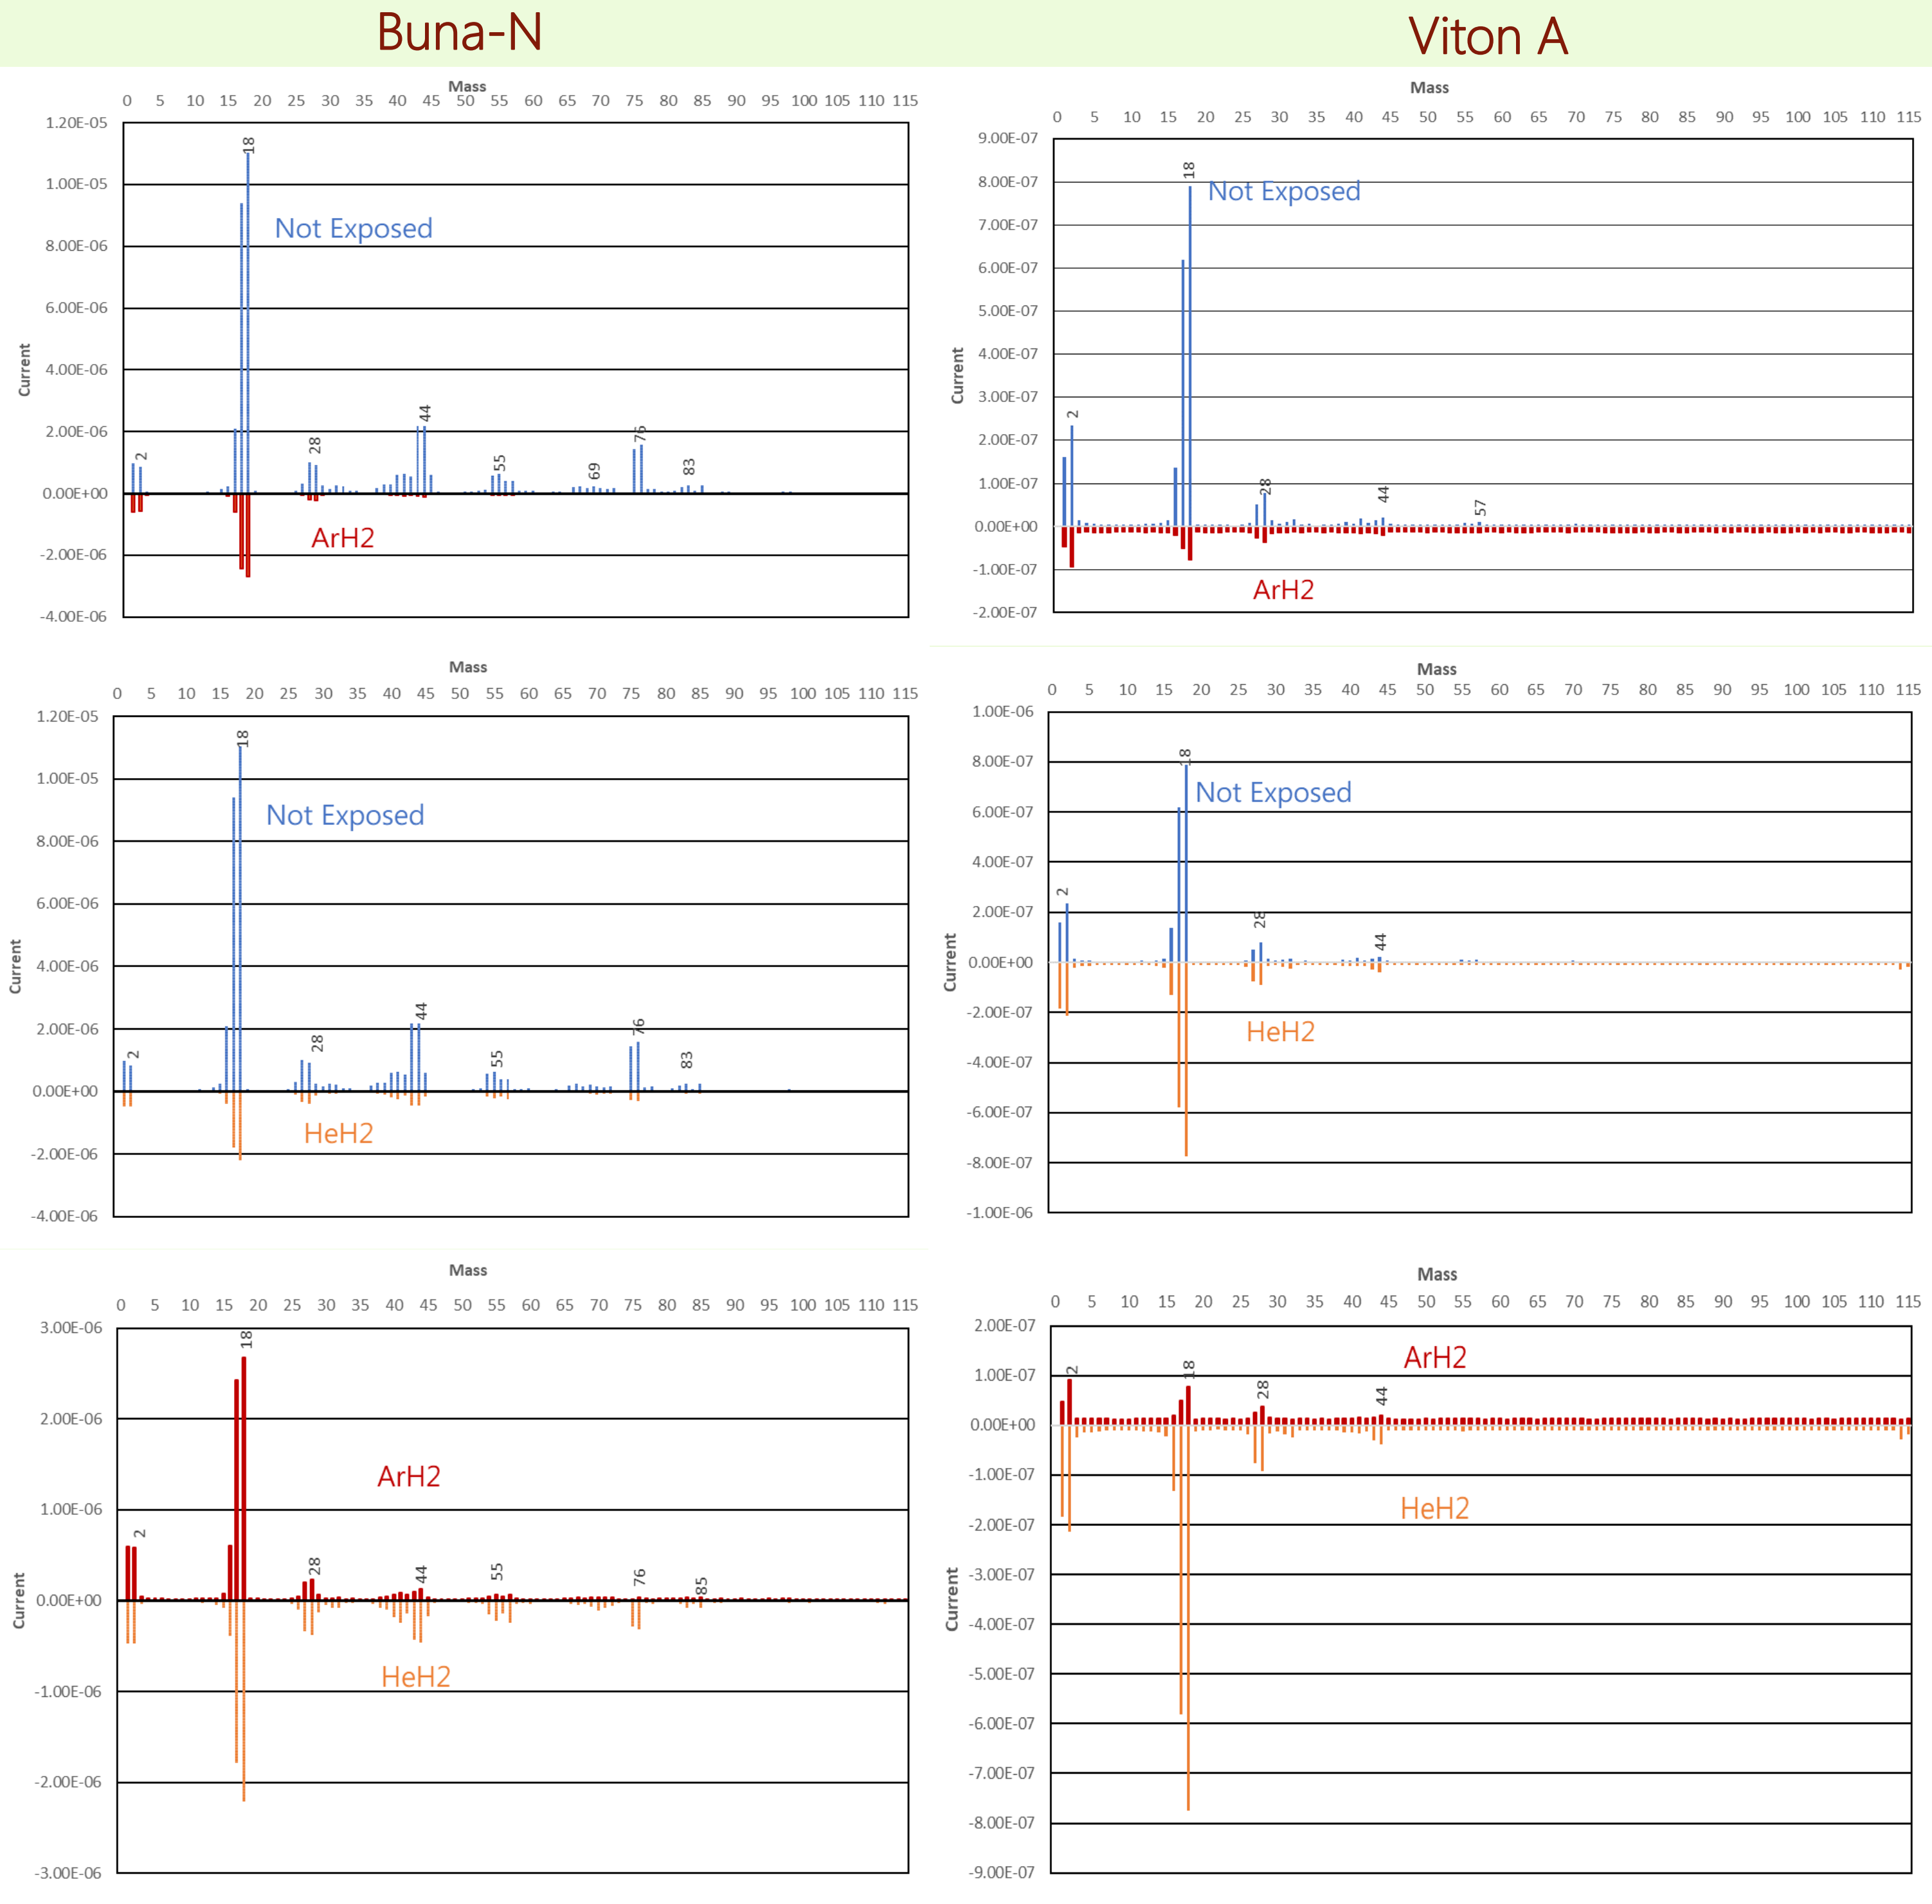 Buna-N
Viton A
Mass
0 5 10 15 20 25 30 35 40 45 50 55 60 65 70 75 80 85 90 95 100 105 110 115
1.20E-05
1.00E-05
8.00E-06
6.00E-06
4.00E-06
2.00E-06
0.00E+00
-2.00E-06
-4.00E-06
Current
2
18
28
44
55
69
76
83
Not Exposed
ArH2
Mass
0 5 10 15 20 25 30 35 40 45 50 55 60 65 70 75 80 85 90 95 100 105 110 115
9.00E-07
8.00E-07
7.00E-07
6.00E-07
5.00E-07
4.00E-07
3.00E-07
2.00E-07
1.00E-07
0.00E+00
-1.00E-07
-2.00E-07
Current
2
18
28
44
57
Not Exposed
ArH2
Mass
0 5 10 15 20 25 30 35 40 45 50 55 60 65 70 75 80 85 90 95 100 105 110 115
1.20E-05
1.00E-05
8.00E-06
6.00E-06
4.00E-06
2.00E-06
0.00E+00
-2.00E-06
-4.00E-06
Current
2
18
28
44
55
76
83
Not Exposed
HeH2
Mass
0 5 10 15 20 25 30 35 40 45 50 55 60 65 70 75 80 85 90 95 100 105 110 115
1.00E-06
8.00E-07
6.00E-07
4.00E-07
2.00E-07
0.00E+00
-2.00E-07
-4.00E-07
-6.00E-07
-8.00E-07
-1.00E-06
Current
2
18
28
44
Not Exposed
HeH2
Mass
0 5 10 15 20 25 30 35 40 45 50 55 60 65 70 75 80 85 90 95 100 105 110 115
3.00E-06
2.00E-06
1.00E-06
0.00E+00
-1.00E-06
-2.00E-06
-3.00E-06
Current
2
18
28
44
55
76
85
ArH2
HeH2
Mass
0 5 10 15 20 25 30 35 40 45 50 55 60 65 70 75 80 85 90 95 100 105 110 115
2.00E-07
1.00E-07
0.00E+00
-1.00E-07
-2.00E-07
-3.00E-07
-4.00E-07
-5.00E-07
-6.00E-07
-7.00E-07
-8.00E-07
-9.00E-07
Current
2
18
28
44
ArH2
HeH2